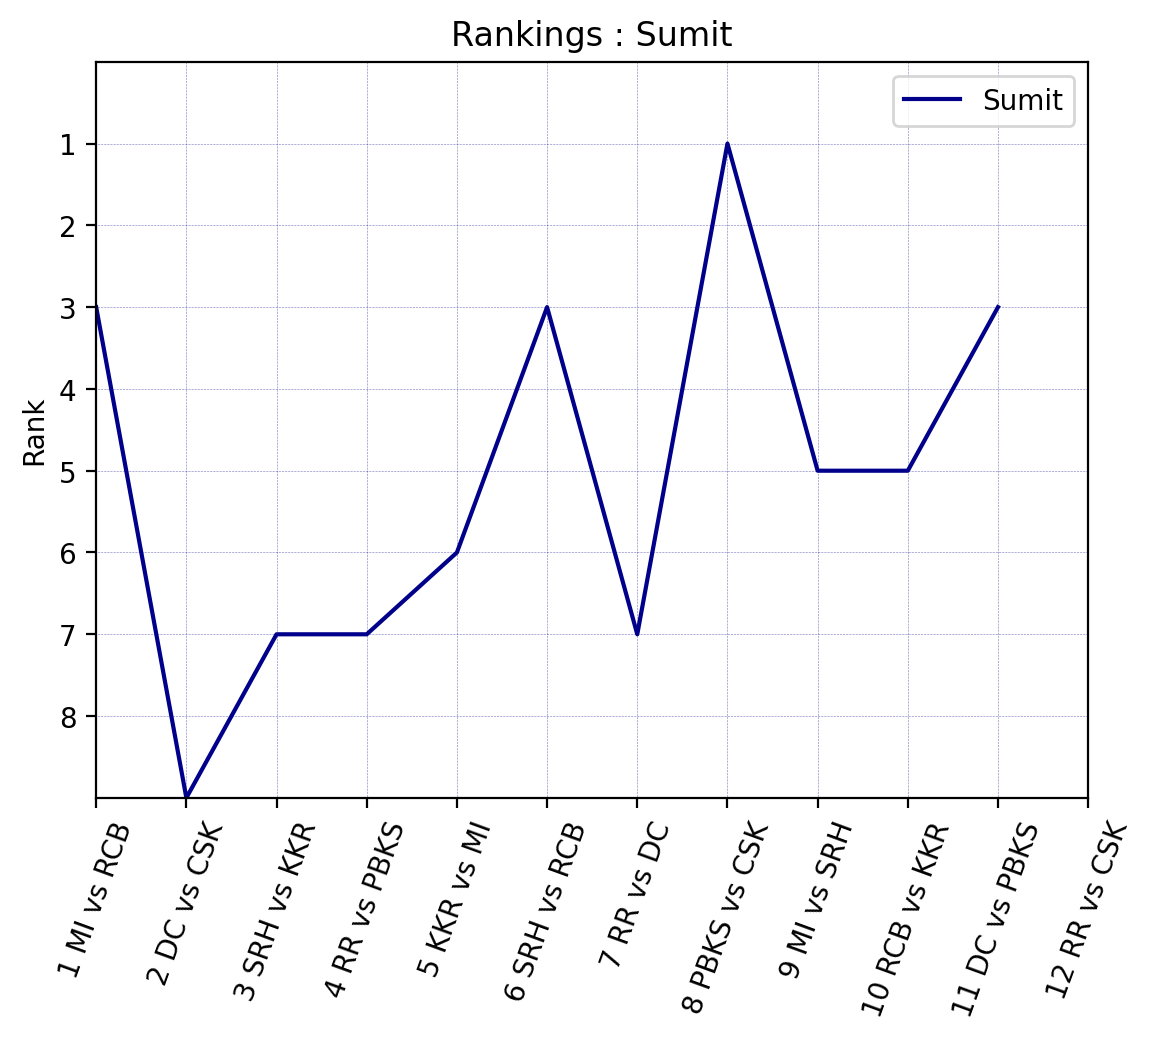 Rankings : Sumit
Sumit
Rank
1
2
3
4
5
6
7
8
1 MI vs RCB
2 DC vs CSK
3 SRH vs KKR
4 RR vs PBKS
5 KKR vs MI
6 SRH vs RCB
7 RR vs DC
8 PBKS vs CSK
9 MI vs SRH
10 RCB vs KKR
11 DC vs PBKS
12 RR vs CSK